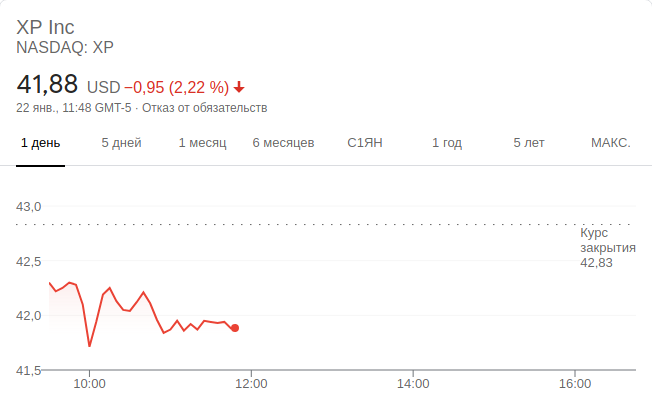 XP Inc
NASDAQ: XP
41,88 USD −0,95 (2,22 %)
22 янв., 11:48 GMT-5 · Отказ от обязательств
1 день 5 дней 1 месяц 6 месяцев С1ЯН 1 год 5 лет МАКС.
43,0
Курс
закрытия
42,5
42,83
42,0
41,5
10:00 12:00 14:00 16:00